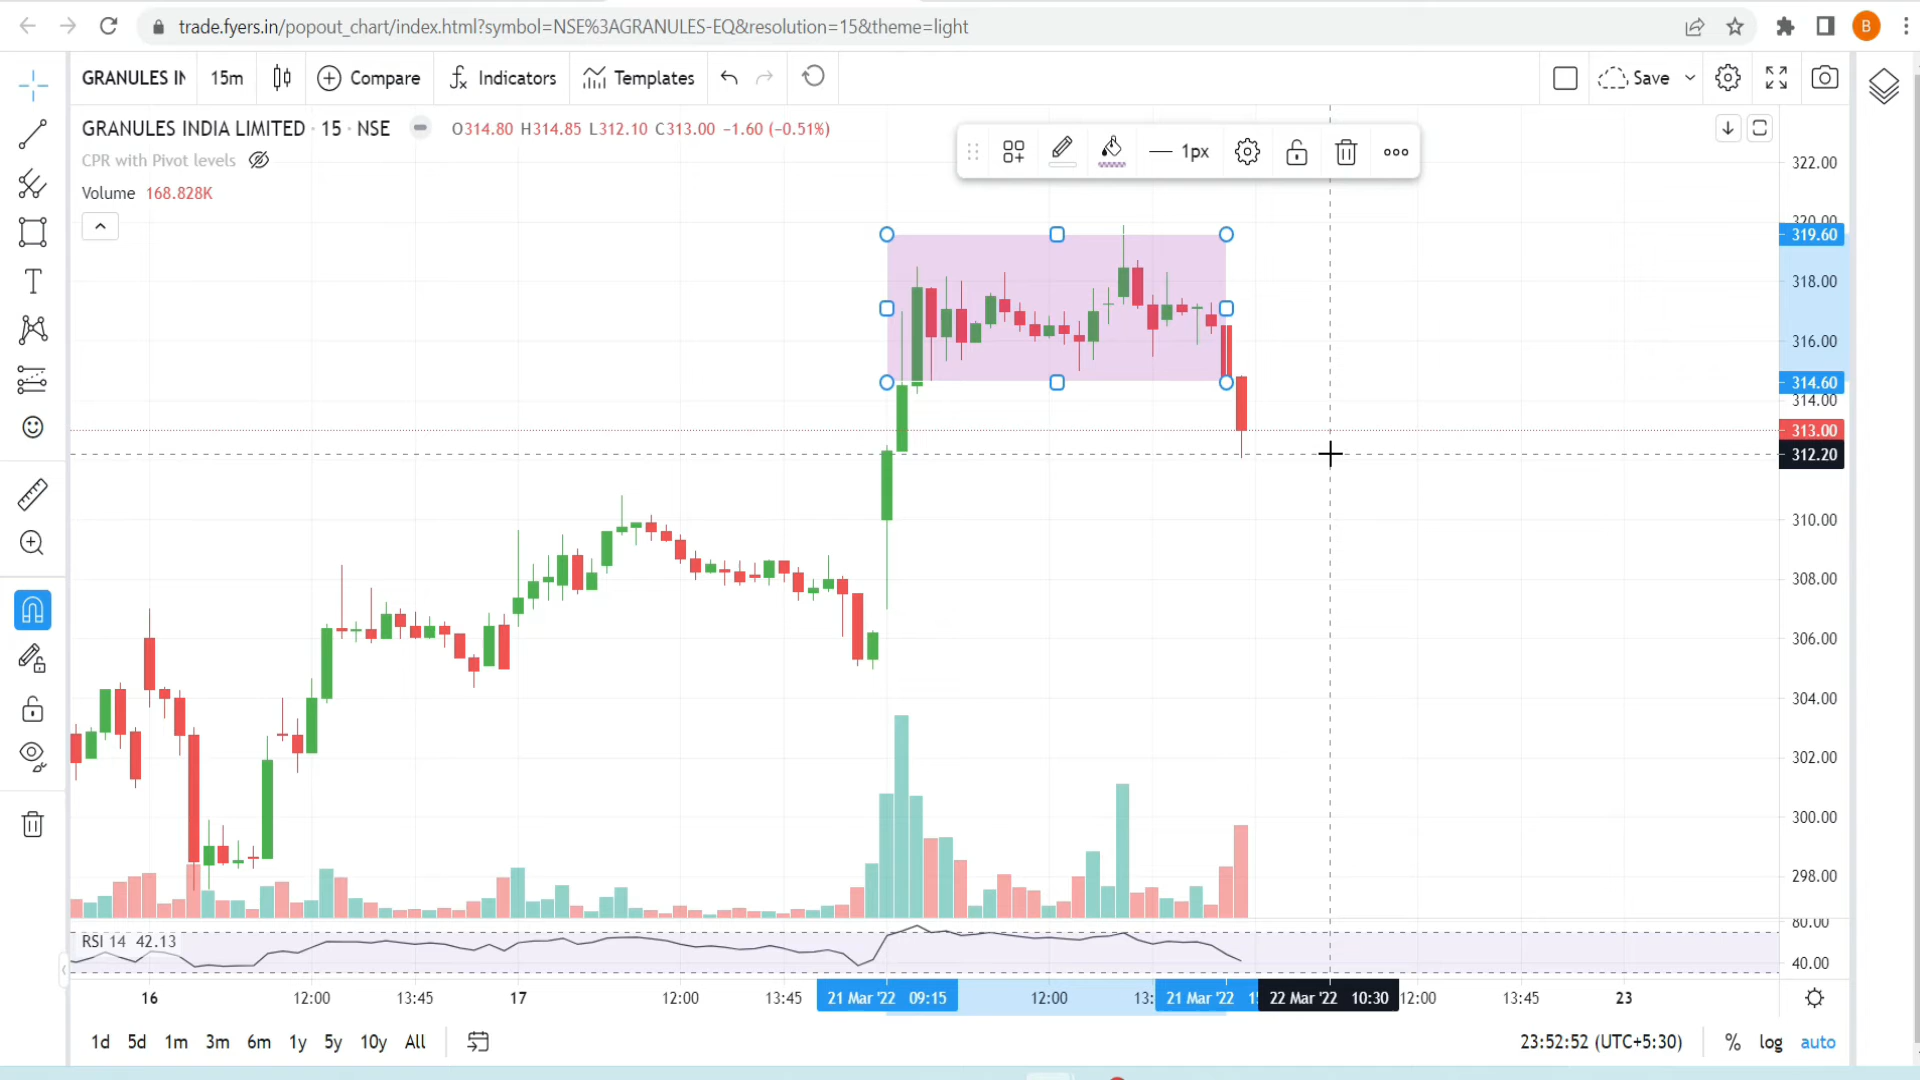 trade.fyers.in/popout_chart/index.html?symbol=NSE%3AGRANULES-EQ&resolution=15&theme=light
B
GRANULES IN
15m
Compare
Indicators
Templates
Save
GRANULES INDIA LIMITED · 15 · NSE
O314.80 H314.85 L312.10 C313.00 −1.60 (−0.51%)
CPR with Pivot levels
Volume 168.828K
1px
322.00
320.00
319.60
318.00
316.00
314.60
314.00
313.00
312.20
310.00
308.00
306.00
304.00
302.00
300.00
298.00
RSI 14 42.13
80.00
40.00
16
12:00
13:45
17
12:00
13:45
21 Mar '22 09:15
12:00
13:
21 Mar '22
22 Mar '22 10:30
12:00
13:45
23
1d 5d 1m 3m 6m 1y 5y 10y All
23:52:52 (UTC+5:30)
% log auto